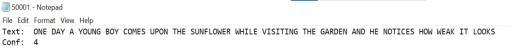 50001 - Notepad
File Edit Format View Help
Text: ONE DAY A YOUNG BOY COMES UPON THE SUNFLOWER WHILE VISITING THE GARDEN AND HE NOTICES HOW WEAK IT LOOKS
Conf: 4